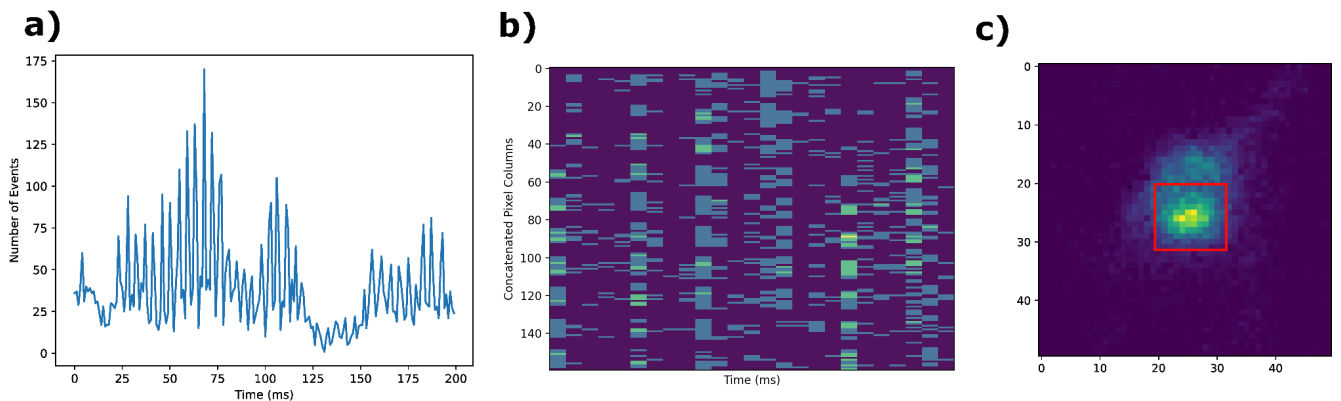 a)
175
150
125
100
75
50
25
0
Number of Events
0 25 50 75 100 125 150 175 200
Time (ms)
b)
0
20
40
60
80
100
120
140
Concatenated Pixel Columns
Time (ms)
c)
0
10
20
30
40
0 10 20 30 40